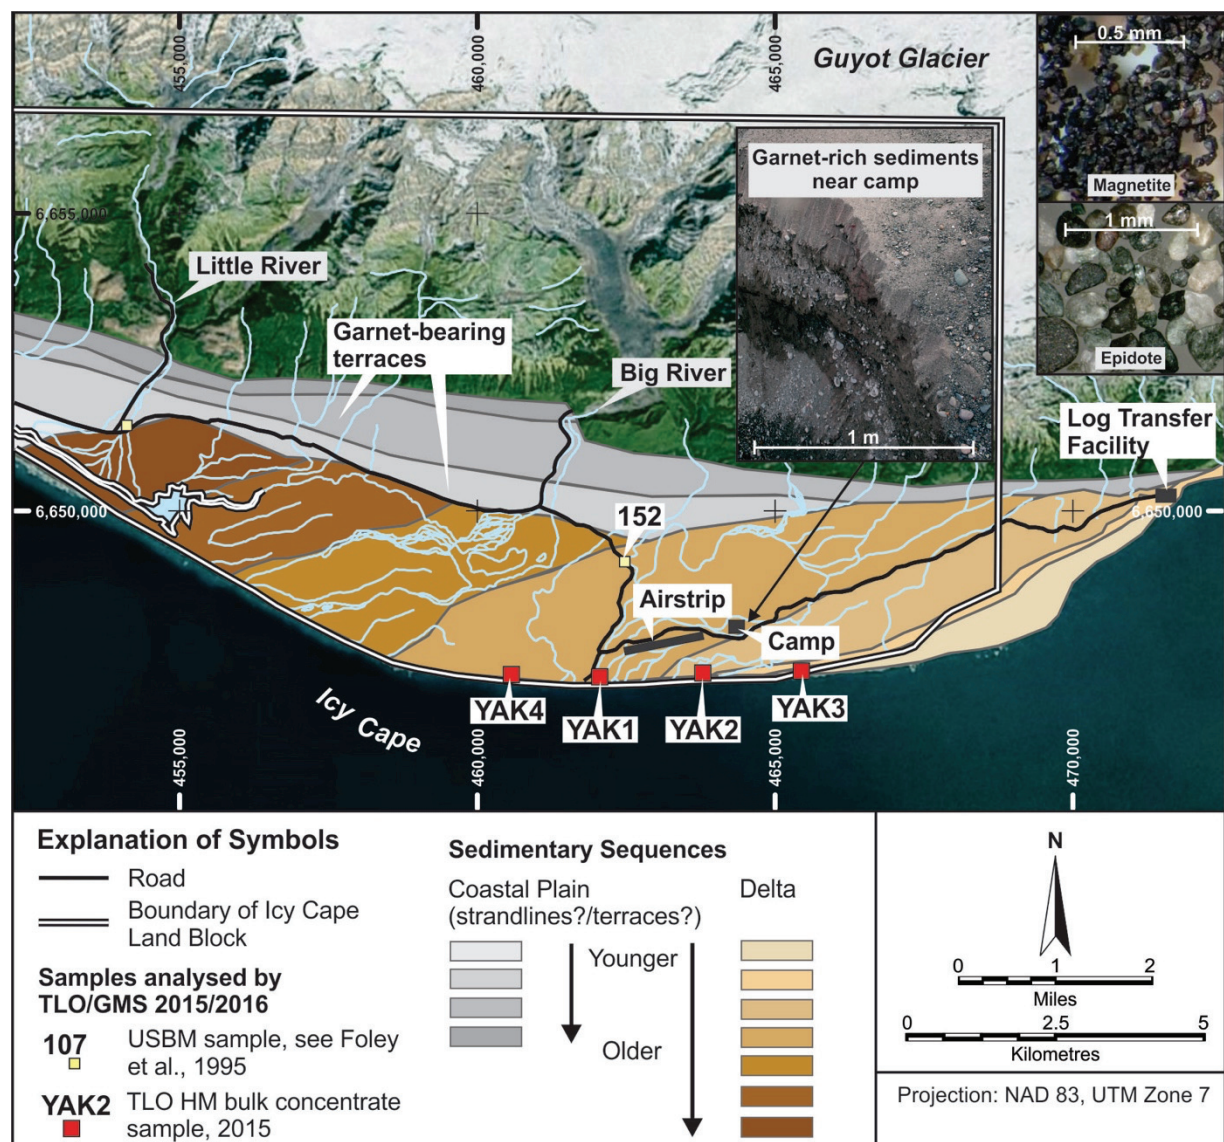 455,000
460,000
465,000
Guyot Glacier
0.5 mm
Magnetite
1 mm
Epidote
Garnet-rich sediments
near camp
1 m
6,655,000
Little River
Garnet-bearing
terraces
Big River
Log Transfer
Facility
6,650,000
6,650,000
152
Airstrip
Camp
YAK4
YAK1
YAK2
YAK3
Icy Cape
455,000
460,000
465,000
470,000
Explanation of Symbols
Road
Boundary of Icy Cape
Land Block
Samples analysed by
TLO/GMS 2015/2016
107
USBM sample, see Foley
et al., 1995
YAK2
TLO HM bulk concentrate
sample, 2015
Sedimentary Sequences
Coastal Plain
(strandlines?/terraces?)
Delta
Younger
Older
N
0 1 2
Miles
0 2.5 5
Kilometres
Projection: NAD 83, UTM Zone 7